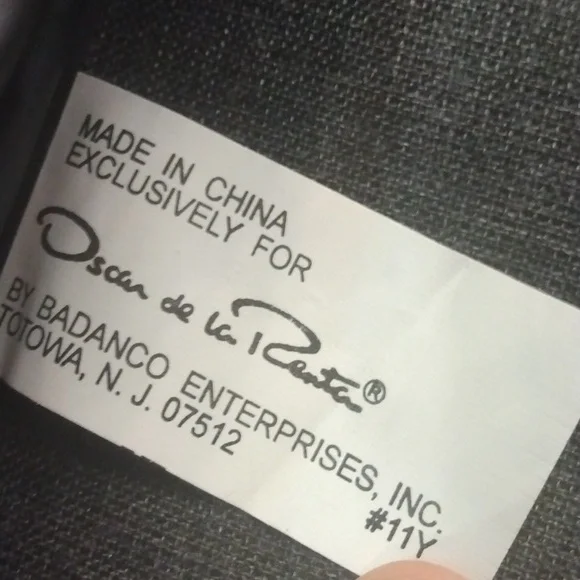 MADE IN CHINA
EXCLUSIVELY FOR
Oscar de la Renta®
BY BADANCO ENTERPRISES, INC.
TOTOWA, N. J. 07512
#11Y